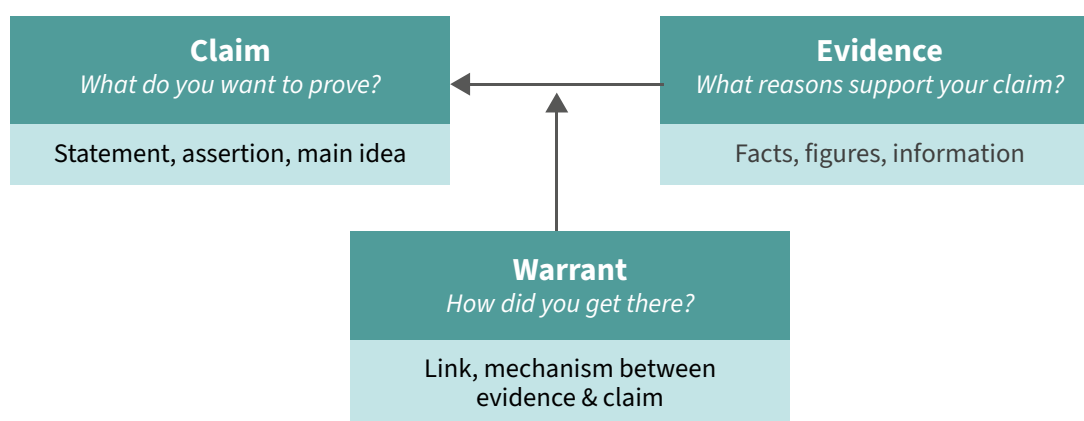 Claim
What do you want to prove?
Statement, assertion, main idea
Evidence
What reasons support your claim?
Facts, figures, information
Warrant
How did you get there?
Link, mechanism between
evidence & claim